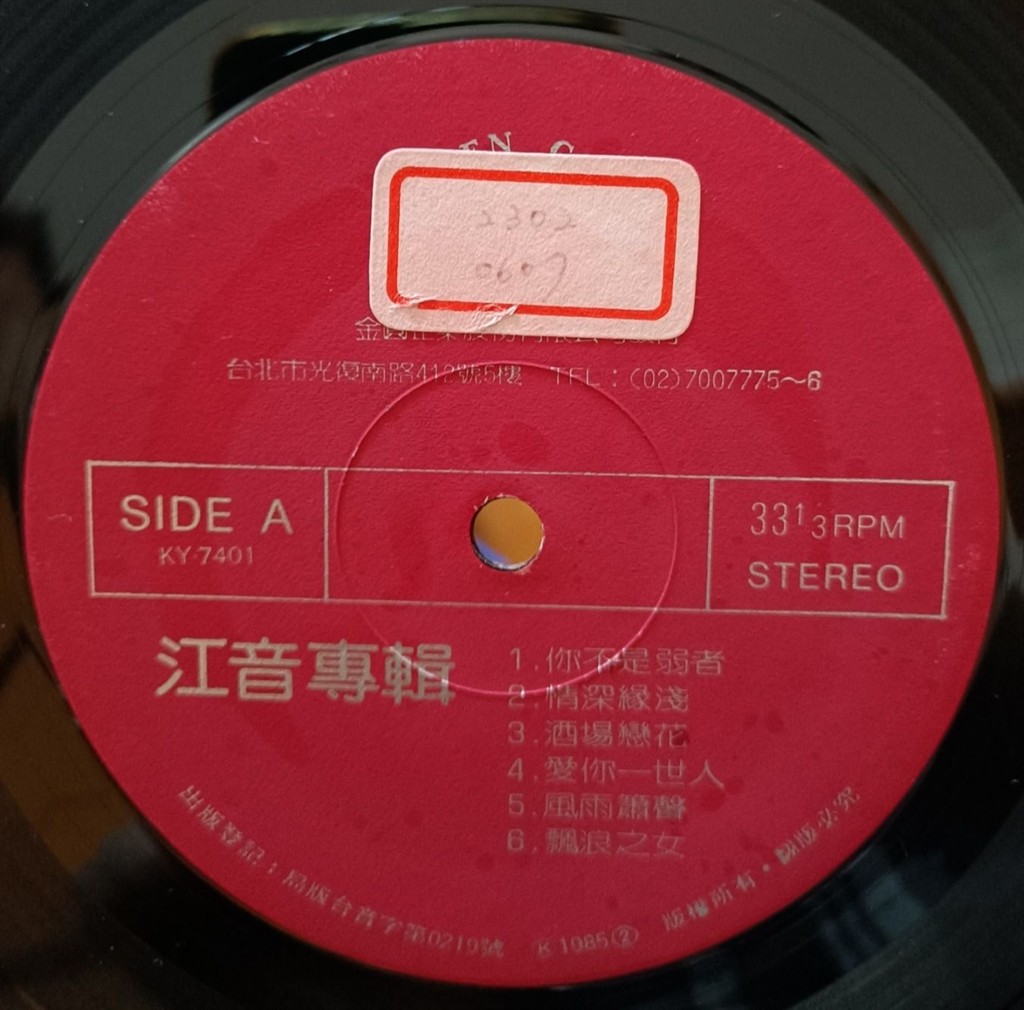 EN C
2302
0607
台北市光復南路412號5樓 TEL：(02)7007775～6
SIDE A
KY-7401
33 1 3 RPM
STEREO
江音專輯
1.你不是弱者
2.情深緣淺
3.酒場戀花
4.愛你一世人
5.風雨簫聲
6.飄浪之女
出版登記：局版台音字第0219號 K 1985② 版權所有・翻版必究